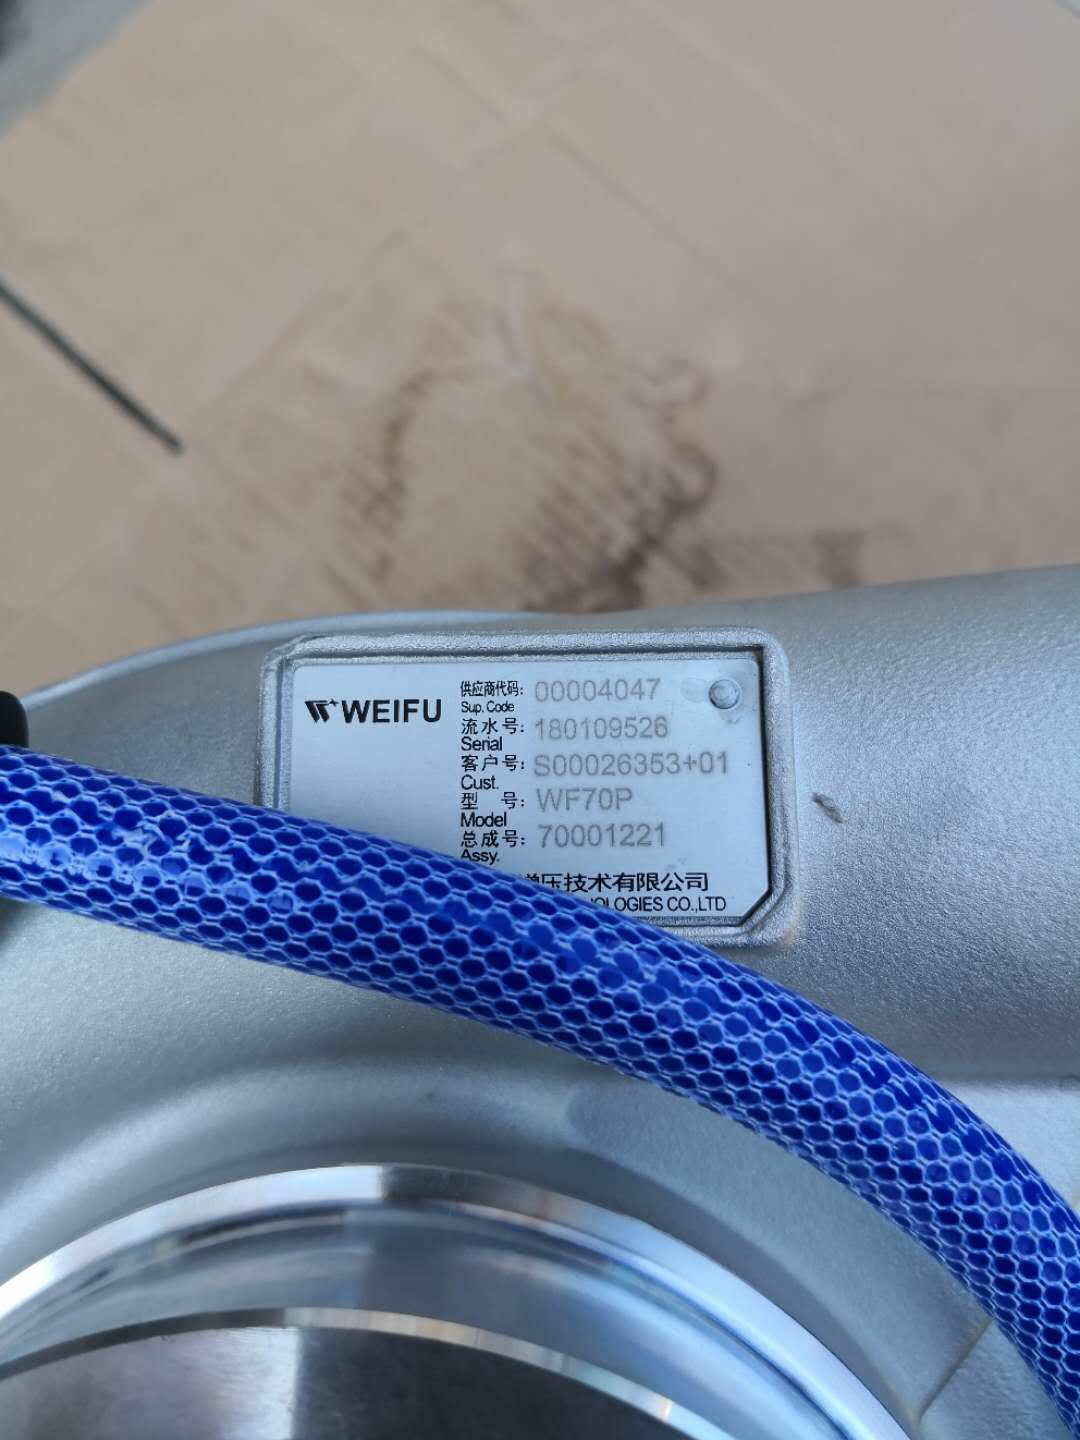 WEIFU
供应商代码: 00004047
Sup. Code
流水号: 180109526
Serial
客户号: S00026353+01
Cust.
型 号: WF70P
Model
总成号: 70001221
Assy.
增压技术有限公司
CO.,LTD